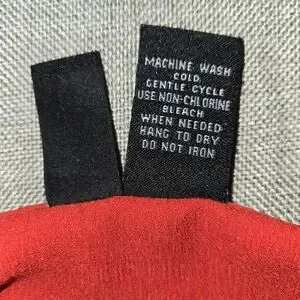 MACHINE WASH
COLD
GENTLE CYCLE
USE NON-CHLORINE
BLEACH
WHEN NEEDED
HANG TO DRY
DO NOT IRON